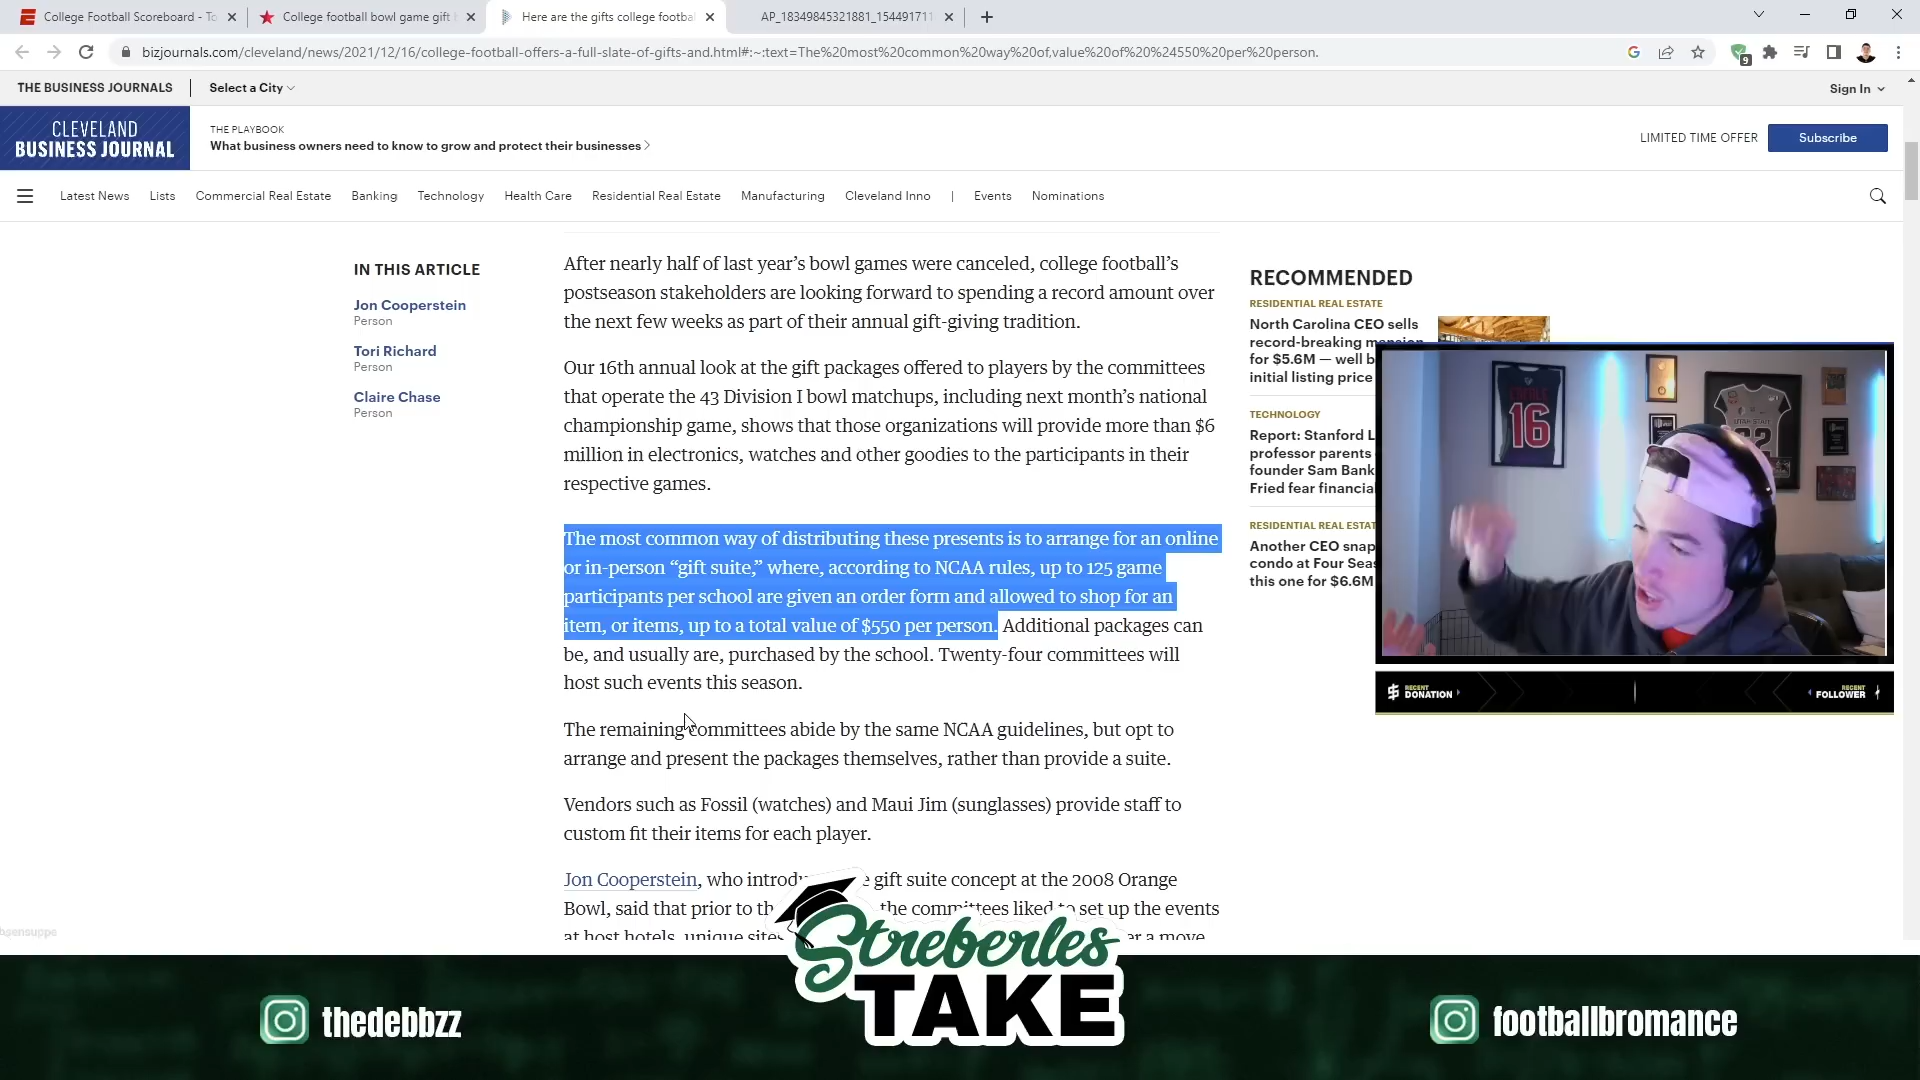 College Football Scoreboard - To
College football bowl game gift b
Here are the gifts college footba
AP_18349845321881_154491711
bizjournals.com/cleveland/news/2021/12/16/college-football-offers-a-full-slate-of-gifts-and.html#:~:text=The%20most%20common%20way%20of,value%20of%20%24550%20per%20person.
9
THE BUSINESS JOURNALS
Select a City
Sign In
CLEVELAND
BUSINESS JOURNAL
THE PLAYBOOK
What business owners need to know to grow and protect their businesses
LIMITED TIME OFFER
Subscribe
Latest News
Lists
Commercial Real Estate
Banking
Technology
Health Care
Residential Real Estate
Manufacturing
Cleveland Inno
|
Events
Nominations
IN THIS ARTICLE
Jon Cooperstein
Person
Tori Richard
Person
Claire Chase
Person
After nearly half of last year's bowl games were canceled, college football's
postseason stakeholders are looking forward to spending a record amount over
the next few weeks as part of their annual gift-giving tradition.
Our 16th annual look at the gift packages offered to players by the committees
that operate the 43 Division I bowl matchups, including next month's national
championship game, shows that those organizations will provide more than $6
million in electronics, watches and other goodies to the participants in their
respective games.
The most common way of distributing these presents is to arrange for an online
or in-person “gift suite,” where, according to NCAA rules, up to 125 game
participants per school are given an order form and allowed to shop for an
item, or items, up to a total value of $550 per person. Additional packages can
be, and usually are, purchased by the school. Twenty-four committees will
host such events this season.
The remaining committees abide by the same NCAA guidelines, but opt to
arrange and present the packages themselves, rather than provide a suite.
Vendors such as Fossil (watches) and Maui Jim (sunglasses) provide staff to
custom fit their items for each player.
Jon Cooperstein, who introdu e gift suite concept at the 2008 Orange
Bowl, said that prior to th the committees liked to set up the events
at host hotels, unique sites er a move
RECOMMENDED
RESIDENTIAL REAL ESTATE
North Carolina CEO sells
record-breaking mansion
for $5.6M — well b
initial listing price
TECHNOLOGY
Report: Stanford L
professor parents
founder Sam Bank
Fried fear financial
RESIDENTIAL REAL ESTAT
Another CEO snap
condo at Four Seas
this one for $6.6M
16
UTAH STATE
RECENT
DONATION
RECENT
FOLLOWER
Streberles
TAKE
thedebbzz
footballbromance